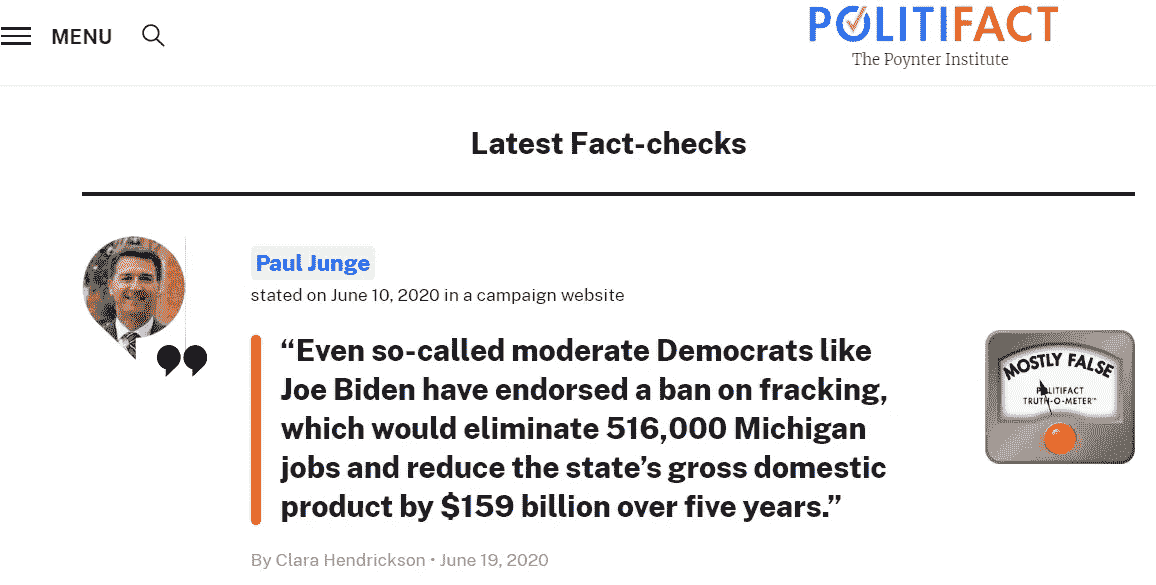 MENU
POLITIFACT
The Poynter Institute
Latest Fact-checks
Paul Junge
stated on June 10, 2020 in a campaign website
“Even so-called moderate Democrats like
Joe Biden have endorsed a ban on fracking,
which would eliminate 516,000 Michigan
jobs and reduce the state’s gross domestic
product by $159 billion over five years.”
MOSTLY FALSE
POLITIFACT
TRUTH-O-METER™
By Clara Hendrickson • June 19, 2020